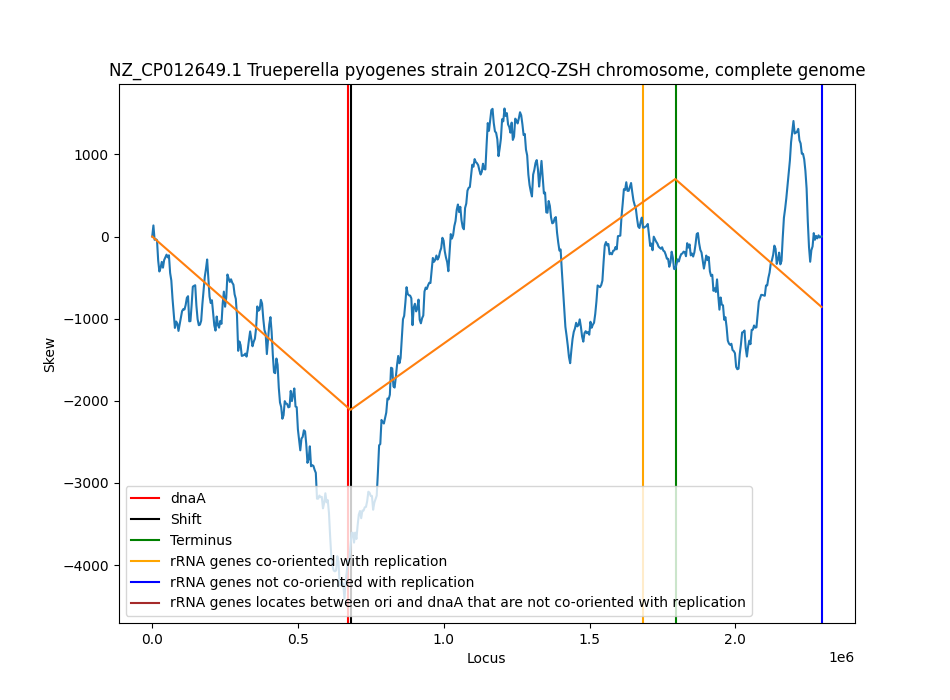 NZ_CP012649.1 Trueperella pyogenes strain 2012CQ-ZSH chromosome, complete genome
1000
0
−1000
−2000
−3000
−4000
Skew
dnaA
Shift
Terminus
rRNA genes co-oriented with replication
rRNA genes not co-oriented with replication
rRNA genes locates between ori and dnaA that are not co-oriented with replication
0.0 0.5 1.0 1.5 2.0
Locus
1e6